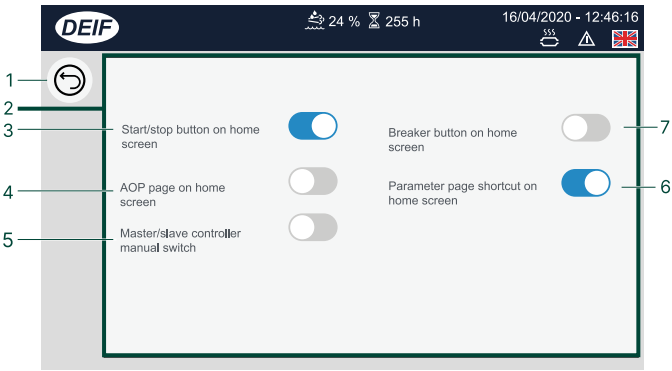 DEIF
24 %
255 h
16/04/2020 - 12:46:16
1
2
3
Start/stop button on home
screen
Breaker button on home
screen
7
4
AOP page on home
screen
Parameter page shortcut on
home screen
6
5
Master/slave controller
manual switch